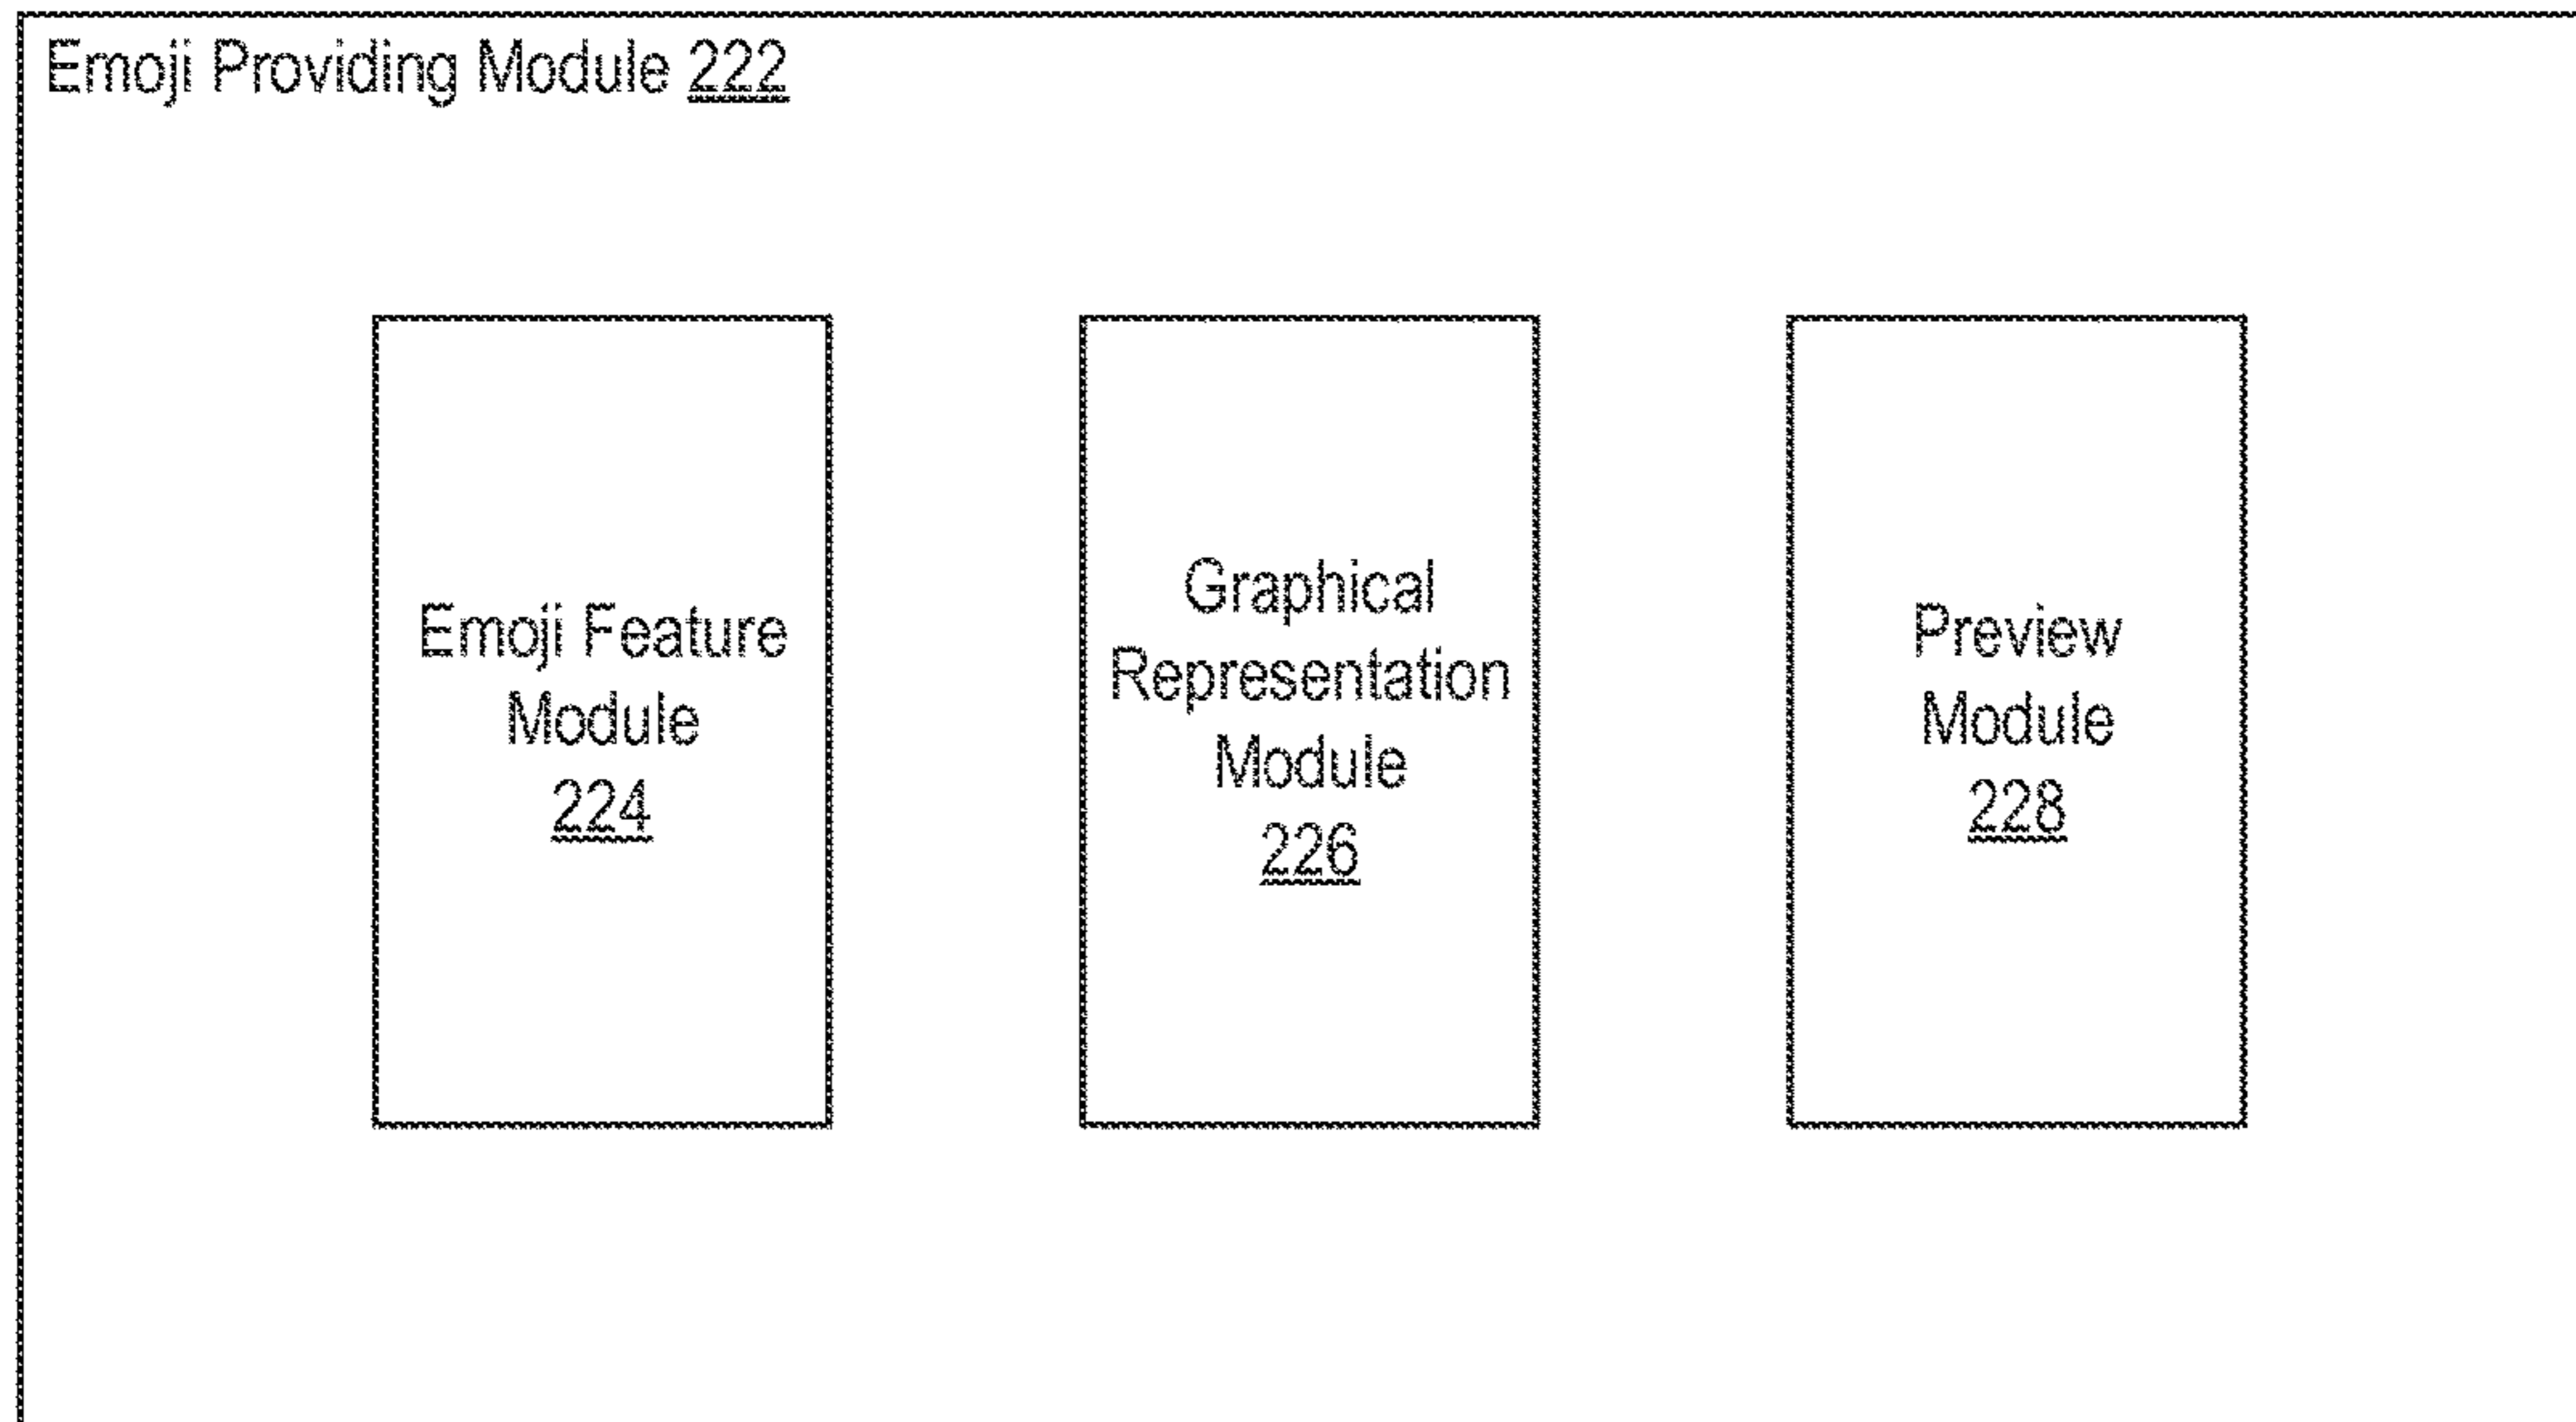 Emoji Providing Module 222
Emoji Feature
Module
224
Graphical
Representation
Module
226
Preview
Module
228